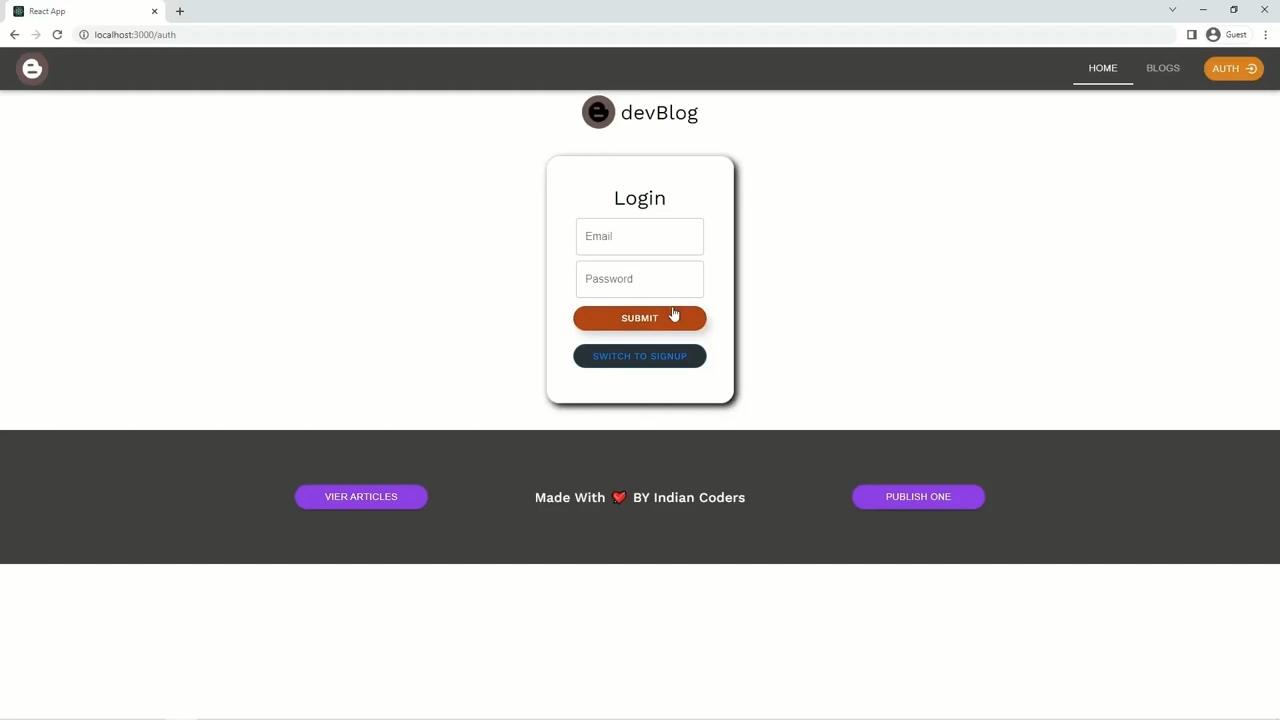 React App
localhost:3000/auth
Guest
HOME
BLOGS
AUTH
devBlog
Login
Email
Password
SUBMIT
SWITCH TO SIGNUP
VIER ARTICLES
Made With ❤️ BY Indian Coders
PUBLISH ONE